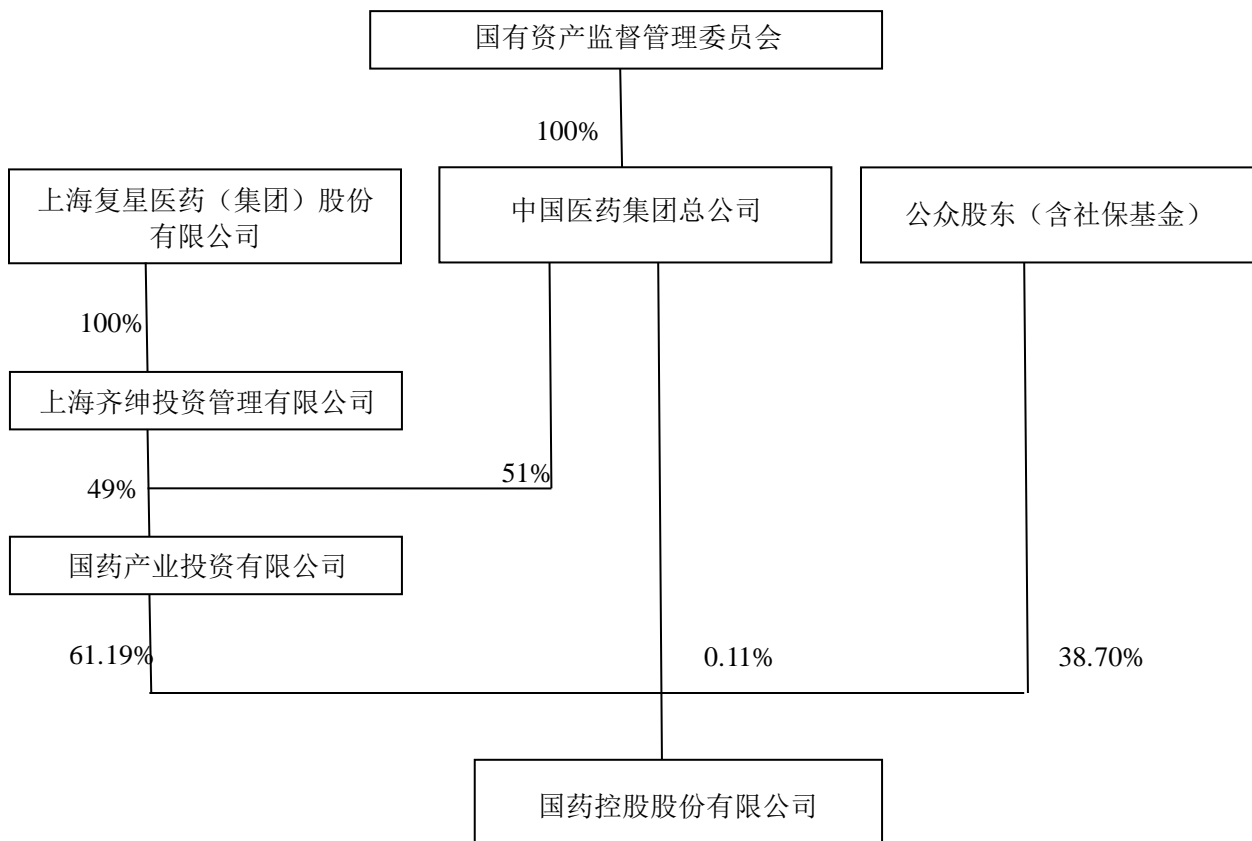 国有资产监督管理委员会
100%
上海复星医药（集团）股份
有限公司
中国医药集团总公司
公众股东（含社保基金）
100%
上海齐绅投资管理有限公司
51%
49%
国药产业投资有限公司
61.19%
0.11%
38.70%
国药控股股份有限公司